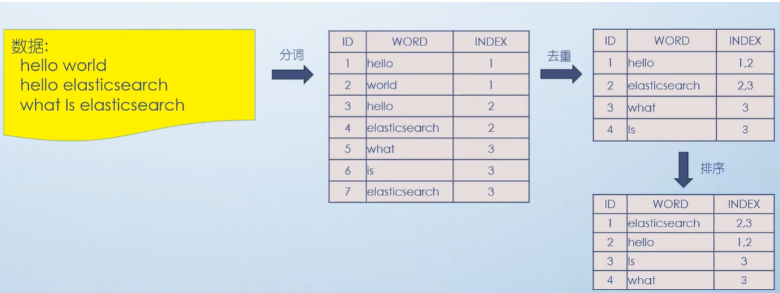 数据:
hello world
hello elasticsearch
what Is elasticsearch
分词
ID WORD INDEX
1 hello 1
2 world 1
3 hello 2
4 elasticsearch 2
5 what 3
6 is 3
7 elasticsearch 3
去重
ID WORD INDEX
1 hello 1,2
2 elasticsearch 2,3
3 what 3
4 Is 3
排序
ID WORD INDEX
1 elasticsearch 2,3
2 hello 1,2
3 Is 3
4 what 3